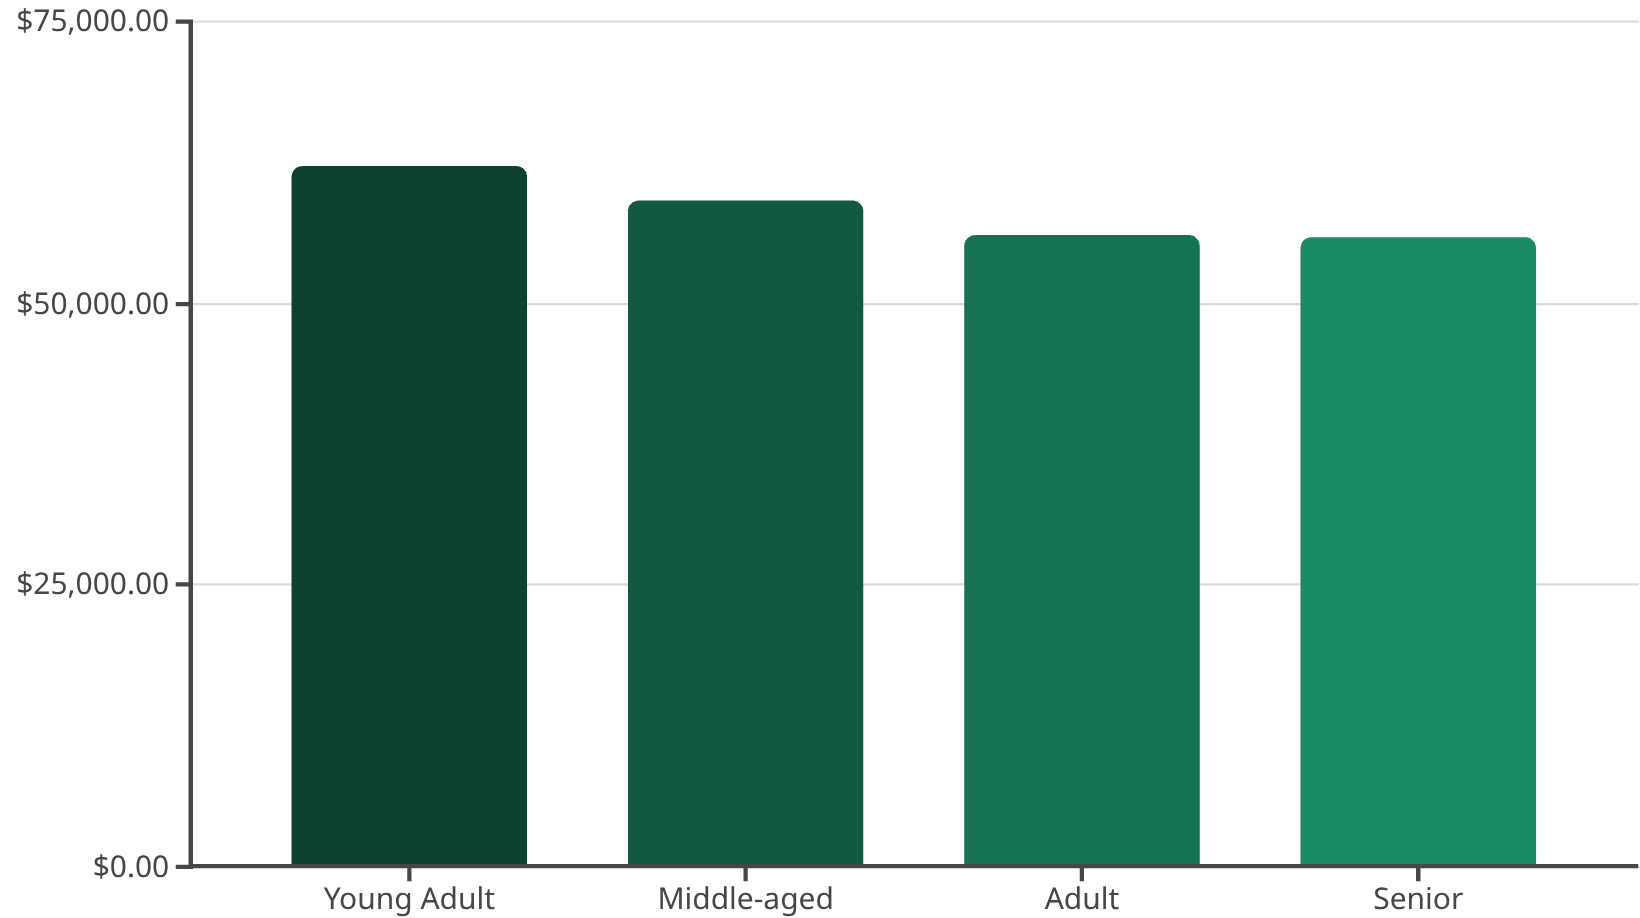 $75,000.00
$50,000.00
$25,000.00
$0.00
Young Adult
Middle-aged
Adult
Senior